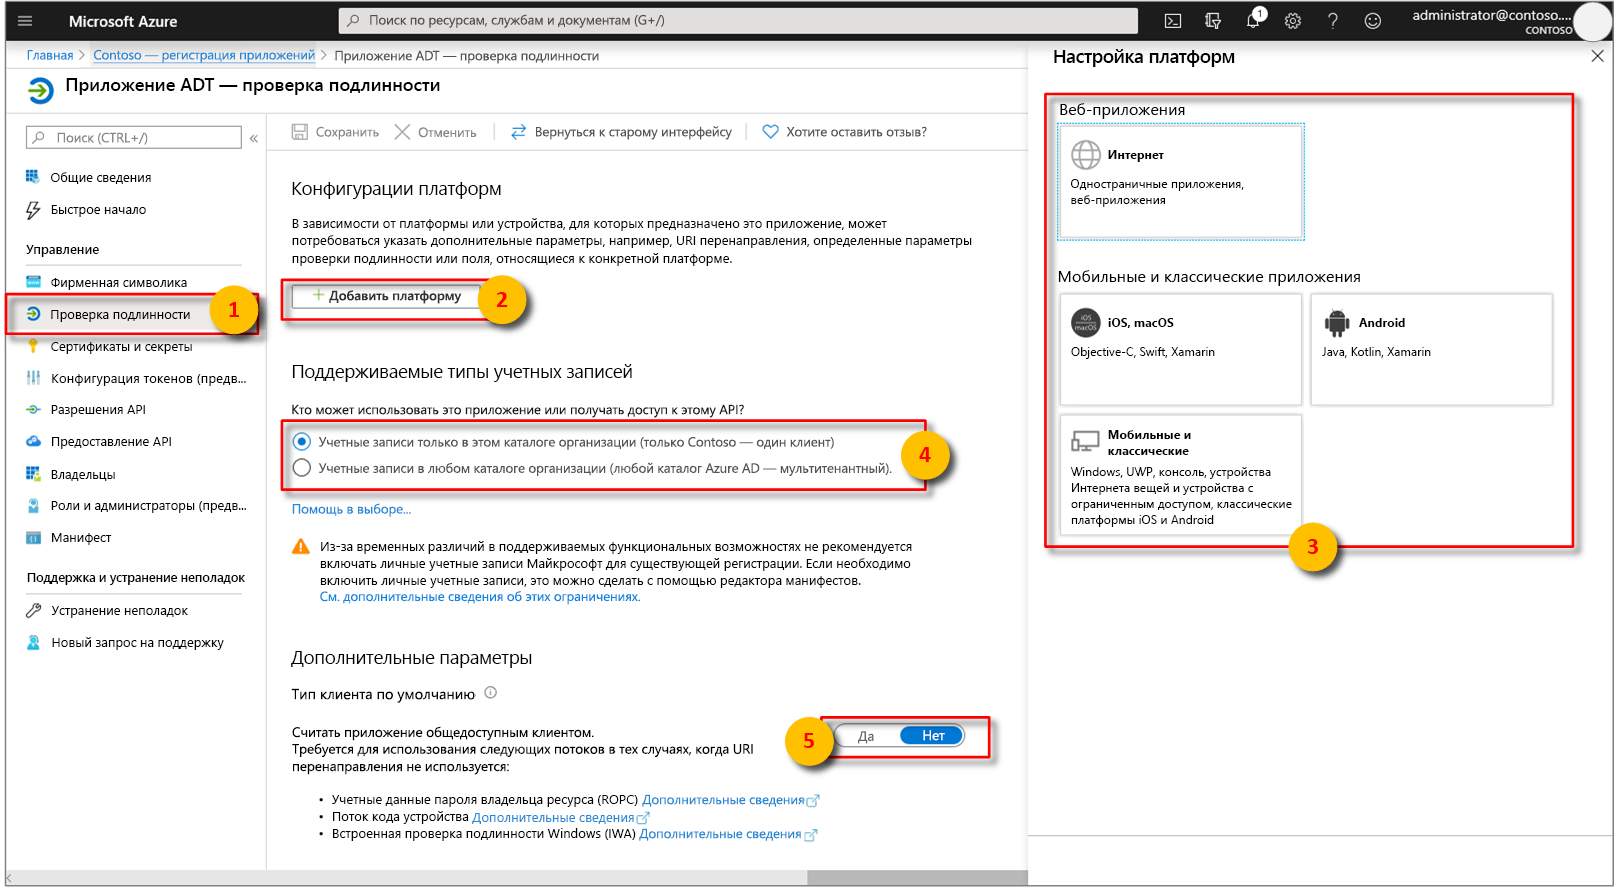 Microsoft Azure
Поиск по ресурсам, службам и документам (G+/)
1
administrator@contoso....
CONTOSO
Главная > Contoso — регистрация приложений > Приложение ADT — проверка подлинности
Приложение ADT — проверка подлинности
Поиск (CTRL+/)
«
Общие сведения
Быстрое начало
Управление
Фирменная символика
Проверка подлинности
1
Сертификаты и секреты
Конфигурация токенов (предв...
Разрешения API
Предоставление API
Владельцы
Роли и администраторы (предв...
Манифест
Поддержка и устранение неполадок
Устранение неполадок
Новый запрос на поддержку
Сохранить
Отменить
Вернуться к старому интерфейсу
Хотите оставить отзыв?
Конфигурации платформ
В зависимости от платформы или устройства, для которых предназначено это приложение, может
потребоваться указать дополнительные параметры, например, URI перенаправления, определенные параметры
проверки подлинности или поля, относящиеся к конкретной платформе.
+ Добавить платформу
2
Поддерживаемые типы учетных записей
Кто может использовать это приложение или получать доступ к этому API?
Учетные записи только в этом каталоге организации (только Contoso — один клиент)
Учетные записи в любом каталоге организации (любой каталог Azure AD — мультитенантный).
4
Помощь в выборе...
Из-за временных различий в поддерживаемых функциональных возможностях не рекомендуется
включать личные учетные записи Майкрософт для существующей регистрации. Если необходимо
включить личные учетные записи, это можно сделать с помощью редактора манифестов.
См. дополнительные сведения об этих ограничениях.
Дополнительные параметры
Тип клиента по умолчанию
Считать приложение общедоступным клиентом.
Требуется для использования следующих потоков в тех случаях, когда URI
перенаправления не используется:
5
Да
Нет
• Учетные данные пароля владельца ресурса (ROPC) Дополнительные сведения
• Поток кода устройства Дополнительные сведения
• Встроенная проверка подлинности Windows (IWA) Дополнительные сведения
Настройка платформ
Веб-приложения
Интернет
Одностраничные приложения,
веб-приложения
Мобильные и классические приложения
iOS
macOS
iOS, macOS
Objective-C, Swift, Xamarin
Android
Java, Kotlin, Xamarin
Мобильные и
классические
Windows, UWP, консоль, устройства
Интернета вещей и устройства с
ограниченным доступом, классические
платформы iOS и Android
3